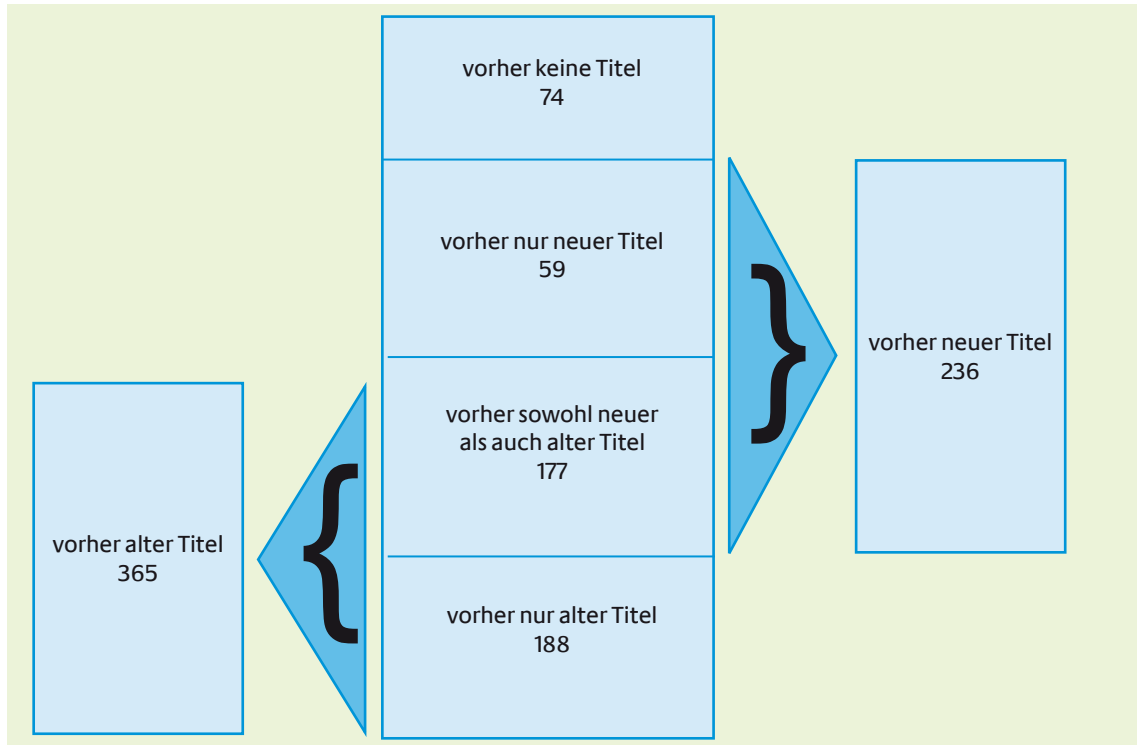 vorher keine Titel
74
vorher nur neuer Titel
59
vorher neuer Titel
236
vorher sowohl neuer
als auch alter Titel
177
vorher alter Titel
365
vorher nur alter Titel
188